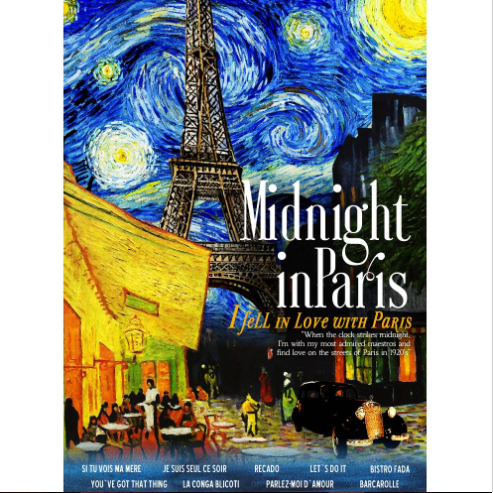 Midnight
inParis
I fell in Love with Paris
"When the clock strikes midnight,
I'm with my most admired maestros and
find love on the streets of Paris in 1920's"
SI TU VOIS MA MERE JE SUIS SEUL CE SOIR RECADO LET`S DO IT BISTRO FADA
YOU`VE GOT THAT THING LA CONGA BLICOTI PARLEZ-MOI D`AMOUR BARCAROLLE